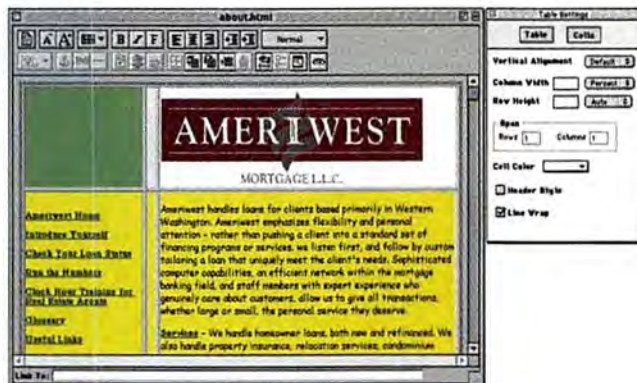 about.html
Normal
AMERIWEST
MORTGAGE L.L.C.
Ameriwest Home
Introduce Yourself
Check Your Loan Status
Run the Numbers
Clock Hour Training for
Real Estate Agents
Glossary
Useful Links
Ameriwest handles loans for clients based primarily in Western
Washington. Ameriwest emphasizes flexibility and personal
attention - rather than pushing a client into a standard set of
financing programs or services, we listen first, and follow by custom
tailoring a loan that uniquely meet the client's needs. Sophisticated
computer capabilities, an efficient network within the mortgage
banking field, and staff members with expert experience who
genuinely care about customers, allow us to give all transactions,
whether large or small, the personal service they deserve.
Services - We handle homeowner loans, both new and refinanced. We
also handle property insurance, relocation services, condominium
Link To:
Table Settings
Table Cells
Vertical Alignment Default
Column Width Percent
Row Height Auto
Span
Rows 1 Columns 1
Cell Color
Header Style
Line Wrap